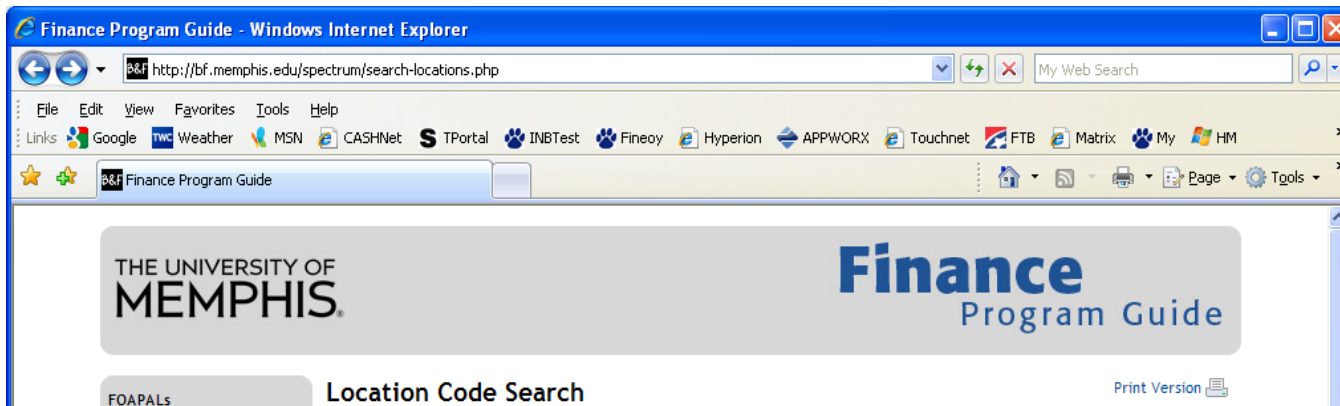 Finance Program Guide - Windows Internet Explorer
B&F http://bf.memphis.edu/spectrum/search-locations.php My Web Search
File Edit View Favorites Tools Help
Links Google TWC Weather MSN CASHNet S TPortal INBTest Fineoy Hyperion APPWORX Touchnet FTB Matrix My HM
B&F Finance Program Guide Page Tools
THE UNIVERSITY OF
MEMPHIS.
Finance
Program Guide
FOAPALs
Location Code Search
Print Version